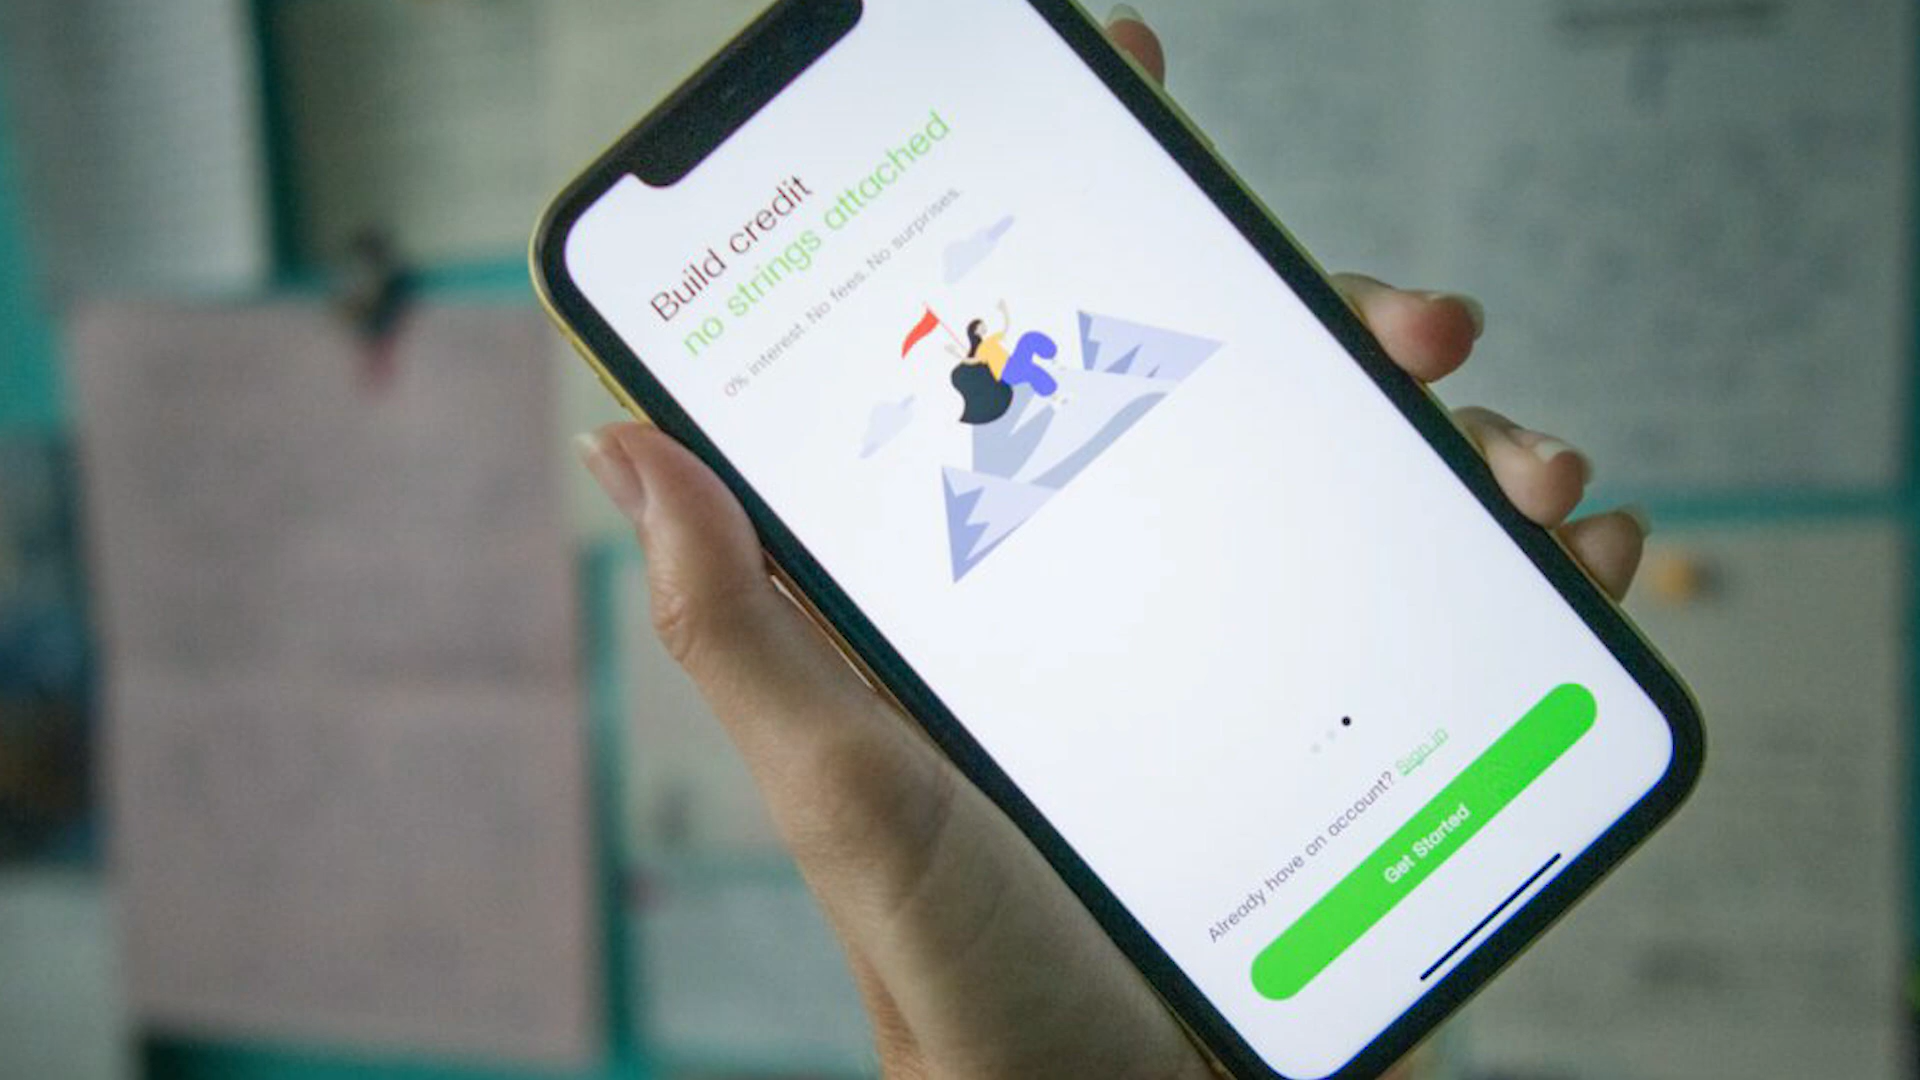 Build credit
no strings attached
0% interest. No fees. No surprises.
Already have an account? Sign in
Get Started